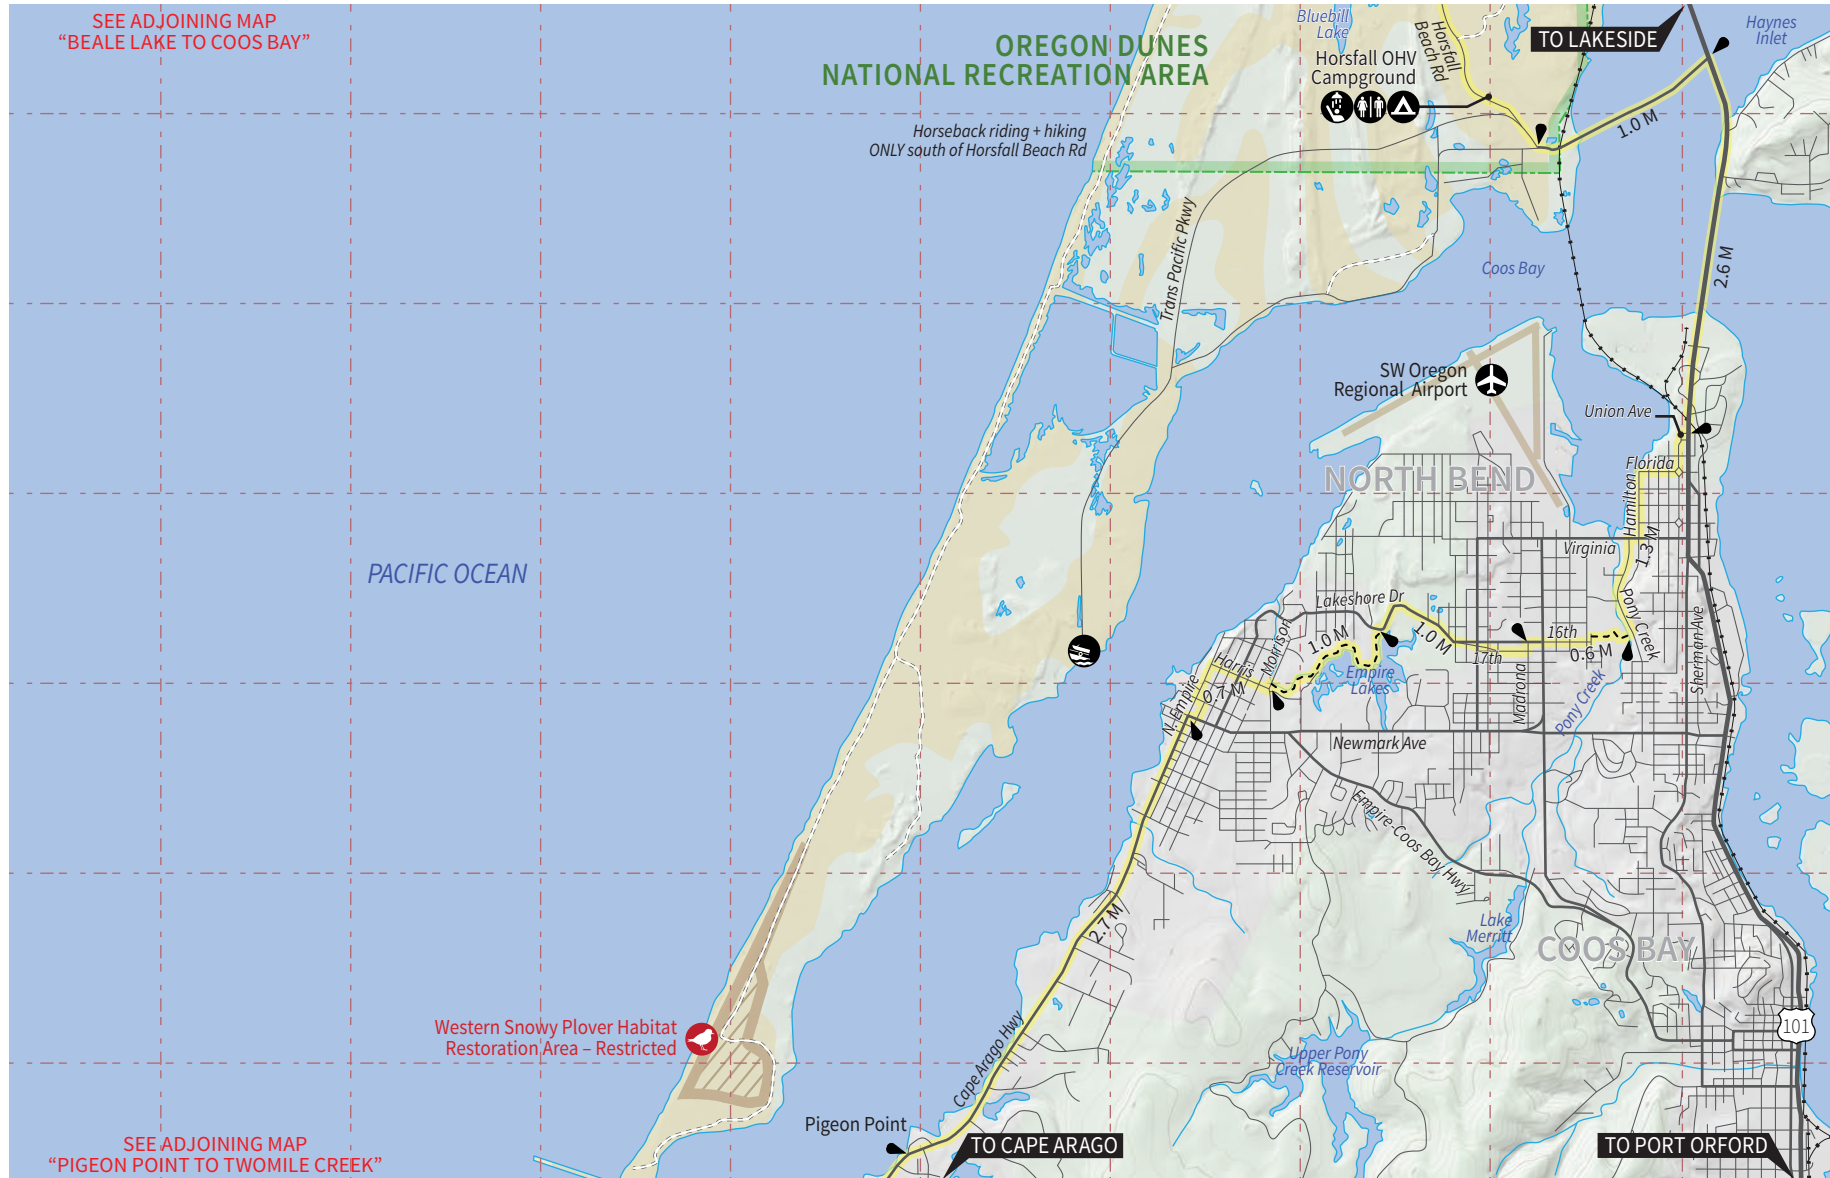 SEE ADJOINING MAP
“BEALE LAKE TO COOS BAY”
OREGON DUNES
NATIONAL RECREATION AREA
Bluebill
Lake
Horsfall
Beach Rd
TO LAKESIDE
Haynes
Inlet
Horsfall OHV
Campground
Horseback riding + hiking
ONLY south of Horsfall Beach Rd
1.0 M
Trans Pacific Pkwy
Coos Bay
2.6 M
SW Oregon
Regional Airport
Union Ave
Florida
NORTH BEND
Hamilton
Virginia
1.3 M
PACIFIC OCEAN
Lakeshore Dr
Pony Creek
Sherman Ave
Morrison
1.0 M
1.0 M
16th
17th
0.6 M
Harris
0.7 M
N. Empire
Empire
Lakes
Madrona
Pony Creek
Newmark Ave
Empire-Coos Bay Hwy
2.7 M
Lake
Merritt
COOS BAY
101
Western Snowy Plover Habitat
Restoration Area – Restricted
Cape Arago Hwy
Upper Pony
Creek Reservoir
Pigeon Point
SEE ADJOINING MAP
“PIGEON POINT TO TWOMILE CREEK”
TO CAPE ARAGO
TO PORT ORFORD